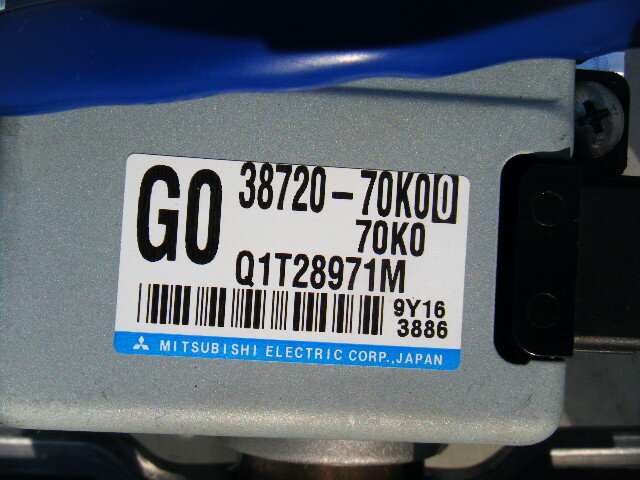 G0 38720-70K00
70K0
Q1T28971M
9Y16
3886
MITSUBISHI ELECTRIC CORP.,JAPAN